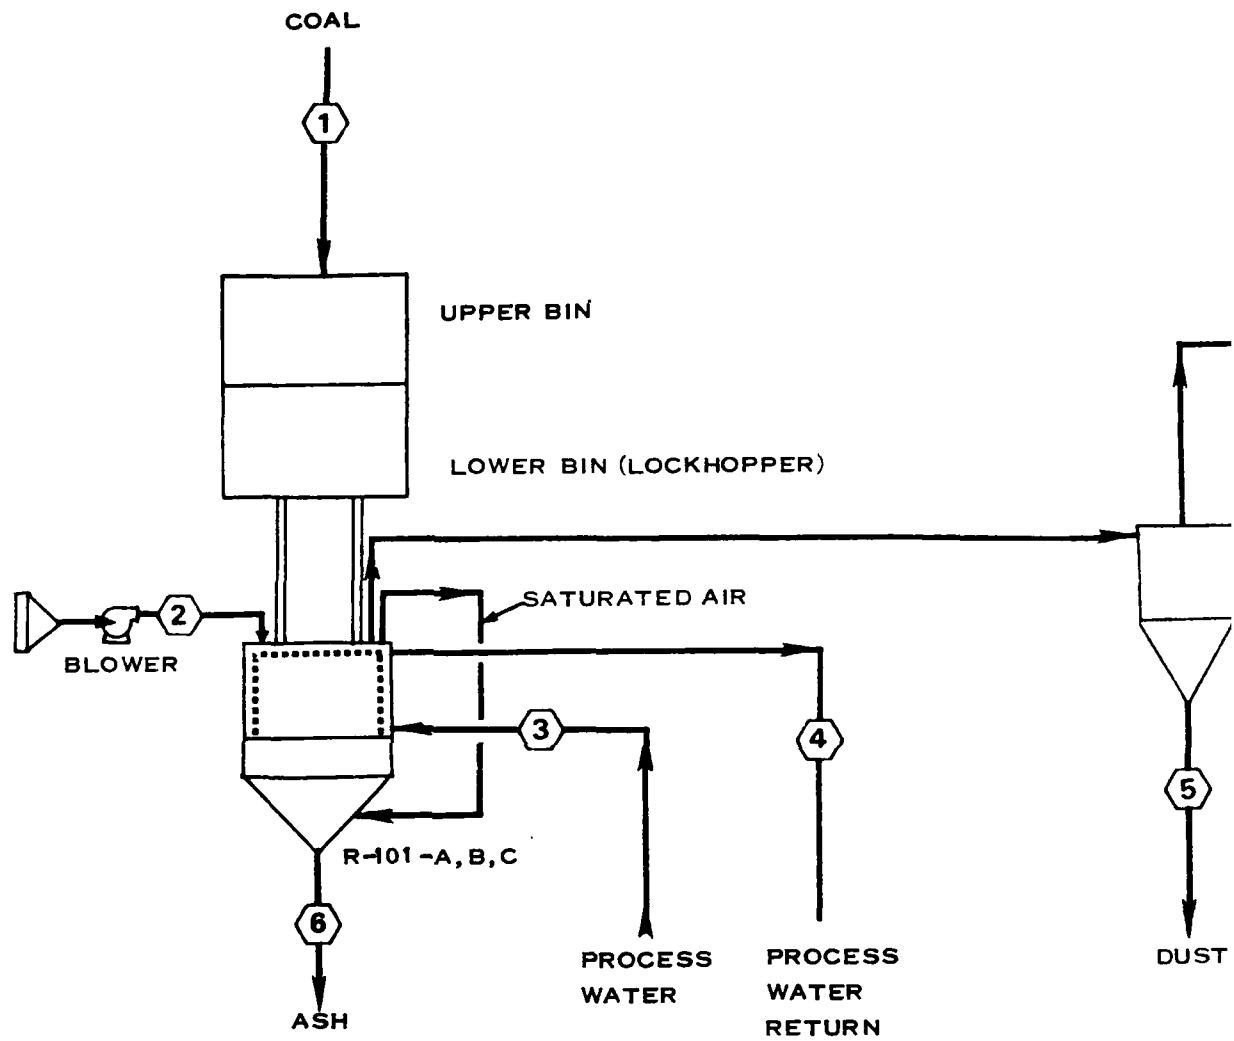 COAL
1
UPPER BIN
LOWER BIN (LOCKHOPPER)
SATURATED AIR
2
BLOWER
3
4
5
R-101-A, B, C
6
PROCESS
WATER
PROCESS
WATER
RETURN
DUST
ASH